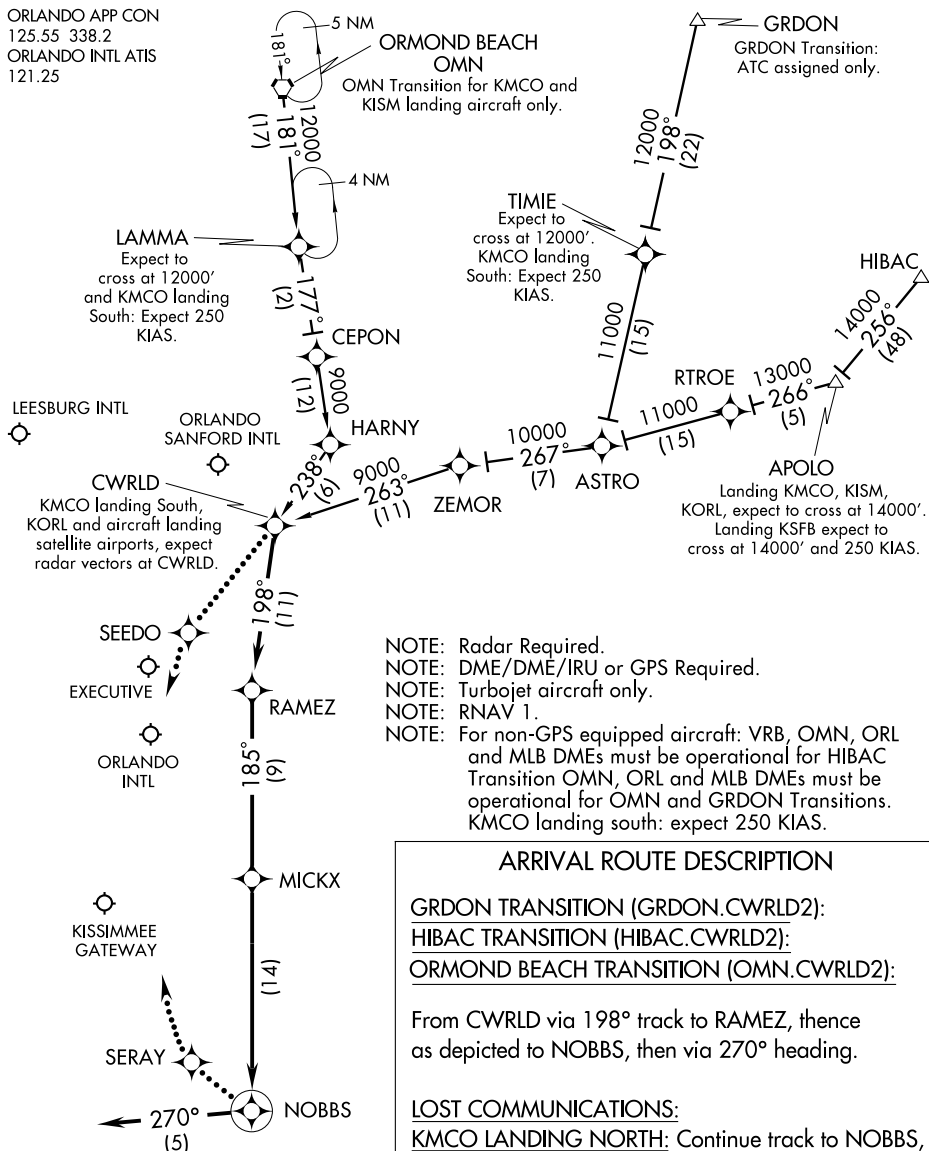 ORLANDO APP CON
125.55 338.2
ORLANDO INTL ATIS
121.25
5 NM
181°
ORMOND BEACH
OMN
OMN Transition for KMCO and
KISM landing aircraft only.
GRDON
GRDON Transition:
ATC assigned only.
12000
181°
(17)
12000
198°
(22)
4 NM
LAMMA
Expect to
cross at 12000'
and KMCO landing
South: Expect 250
KIAS.
TIMIE
Expect to
cross at 12000'.
KMCO landing
South: Expect 250
KIAS.
HIBAC
177°
(2)
CEPON
11000
(15)
14000
256°
(48)
9000
(12)
RTROE
13000
266°
(5)
LEESBURG INTL
ORLANDO
SANFORD INTL
HARNY
11000
(15)
10000
267°
(7)
ASTRO
APOLO
Landing KMCO, KISM,
KORL, expect to cross at 14000'.
Landing KSFB expect to
cross at 14000' and 250 KIAS.
238°
(6)
9000
263°
(11)
ZEMOR
CWRLD
KMCO landing South,
KORL and aircraft landing
satellite airports, expect
radar vectors at CWRLD.
198°
(11)
SEEDO
EXECUTIVE
RAMEZ
ORLANDO
INTL
NOTE: Radar Required.
NOTE: DME/DME/IRU or GPS Required.
NOTE: Turbojet aircraft only.
NOTE: RNAV 1.
NOTE: For non-GPS equipped aircraft: VRB, OMN, ORL
and MLB DMEs must be operational for HIBAC
Transition OMN, ORL and MLB DMEs must be
operational for OMN and GRDON Transitions.
KMCO landing south: expect 250 KIAS.
185°
(9)
MICKX
KISSIMMEE
GATEWAY
(14)
SERAY
NOBBS
270°
(5)
ARRIVAL ROUTE DESCRIPTION
GRDON TRANSITION (GRDON.CWRLD2):
HIBAC TRANSITION (HIBAC.CWRLD2):
ORMOND BEACH TRANSITION (OMN.CWRLD2):
From CWRLD via 198° track to RAMEZ, thence
as depicted to NOBBS, then via 270° heading.
LOST COMMUNICATIONS:
KMCO LANDING NORTH: Continue track to NOBBS,